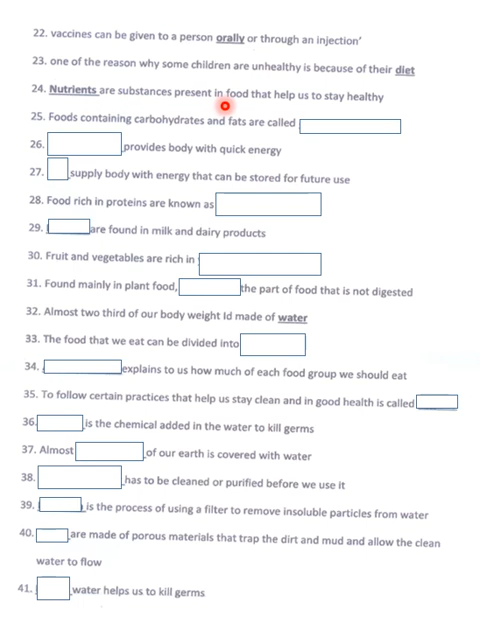 22. vaccines can be given to a person orally or through an injection'
23. one of the reason why some children are unhealthy is because of their diet
24. Nutrients are substances present in food that help us to stay healthy
25. Foods containing carbohydrates and fats are called
26. provides body with quick energy
27. supply body with energy that can be stored for future use
28. Food rich in proteins are known as
29. are found in milk and dairy products
30. Fruit and vegetables are rich in
31. Found mainly in plant food, the part of food that is not digested
32. Almost two third of our body weight Id made of water
33. The food that we eat can be divided into
34. explains to us how much of each food group we should eat
35. To follow certain practices that help us stay clean and in good health is called
36. is the chemical added in the water to kill germs
37. Almost of our earth is covered with water
38. has to be cleaned or purified before we use it
39. is the process of using a filter to remove insoluble particles from water
40. are made of porous materials that trap the dirt and mud and allow the clean
water to flow
41. water helps us to kill germs